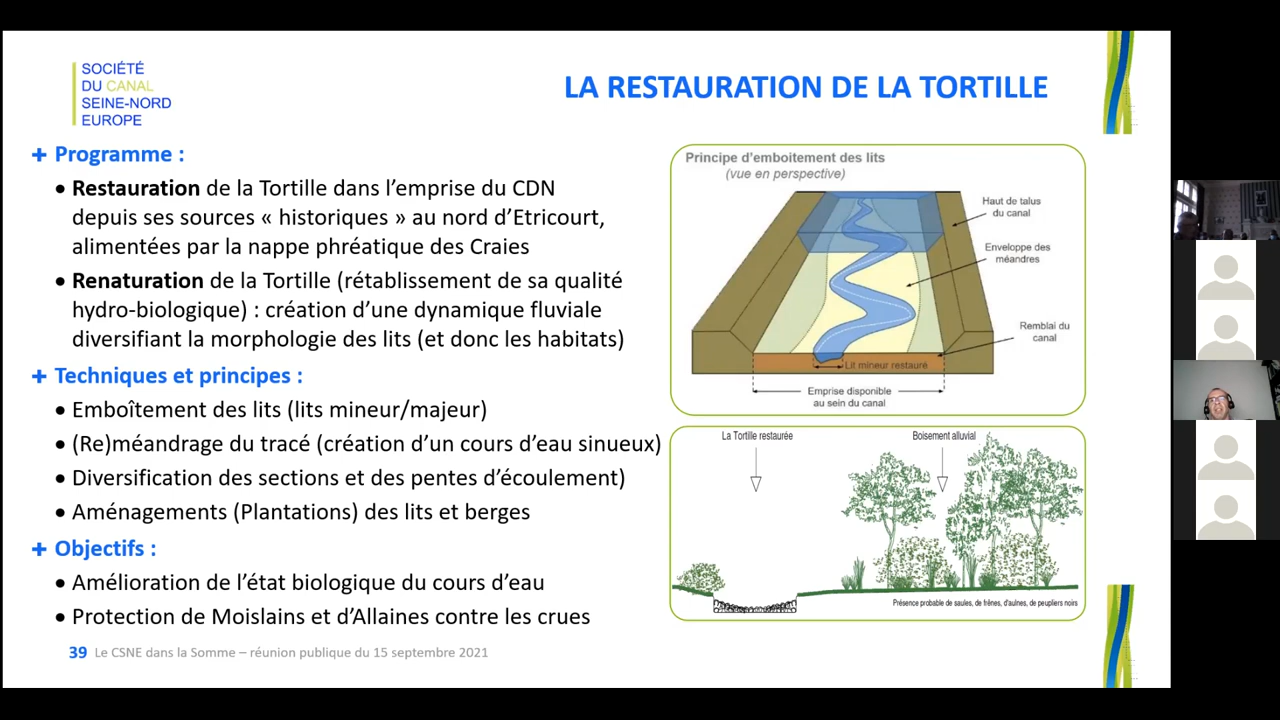 SOCIÉTÉ
DU CANAL
SEINE-NORD
EUROPE
LA RESTAURATION DE LA TORTILLE
+ Programme :
• Restauration de la Tortille dans l’emprise du CDN
depuis ses sources « historiques » au nord d’Etricourt,
alimentées par la nappe phréatique des Craies
• Renaturation de la Tortille (rétablissement de sa qualité
hydro-biologique) : création d’une dynamique fluviale
diversifiant la morphologie des lits (et donc les habitats)
+ Techniques et principes :
• Emboîtement des lits (lits mineur/majeur)
• (Re)méandrage du tracé (création d’un cours d’eau sinueux)
• Diversification des sections et des pentes d’écoulement)
• Aménagements (Plantations) des lits et berges
+ Objectifs :
• Amélioration de l’état biologique du cours d’eau
• Protection de Moislains et d’Allaines contre les crues
Principe d’emboitement des lits
(vue en perspective)
Haut de talus
du canal
Enveloppe des
méandres
Remblai du
canal
Lit mineur restauré
Emprise disponible
au sein du canal
La Tortille restaurée
Boisement alluvial
Présence probable de saules, de frênes, d'aulnes, de peupliers noirs
39 Le CSNE dans la Somme – réunion publique du 15 septembre 2021